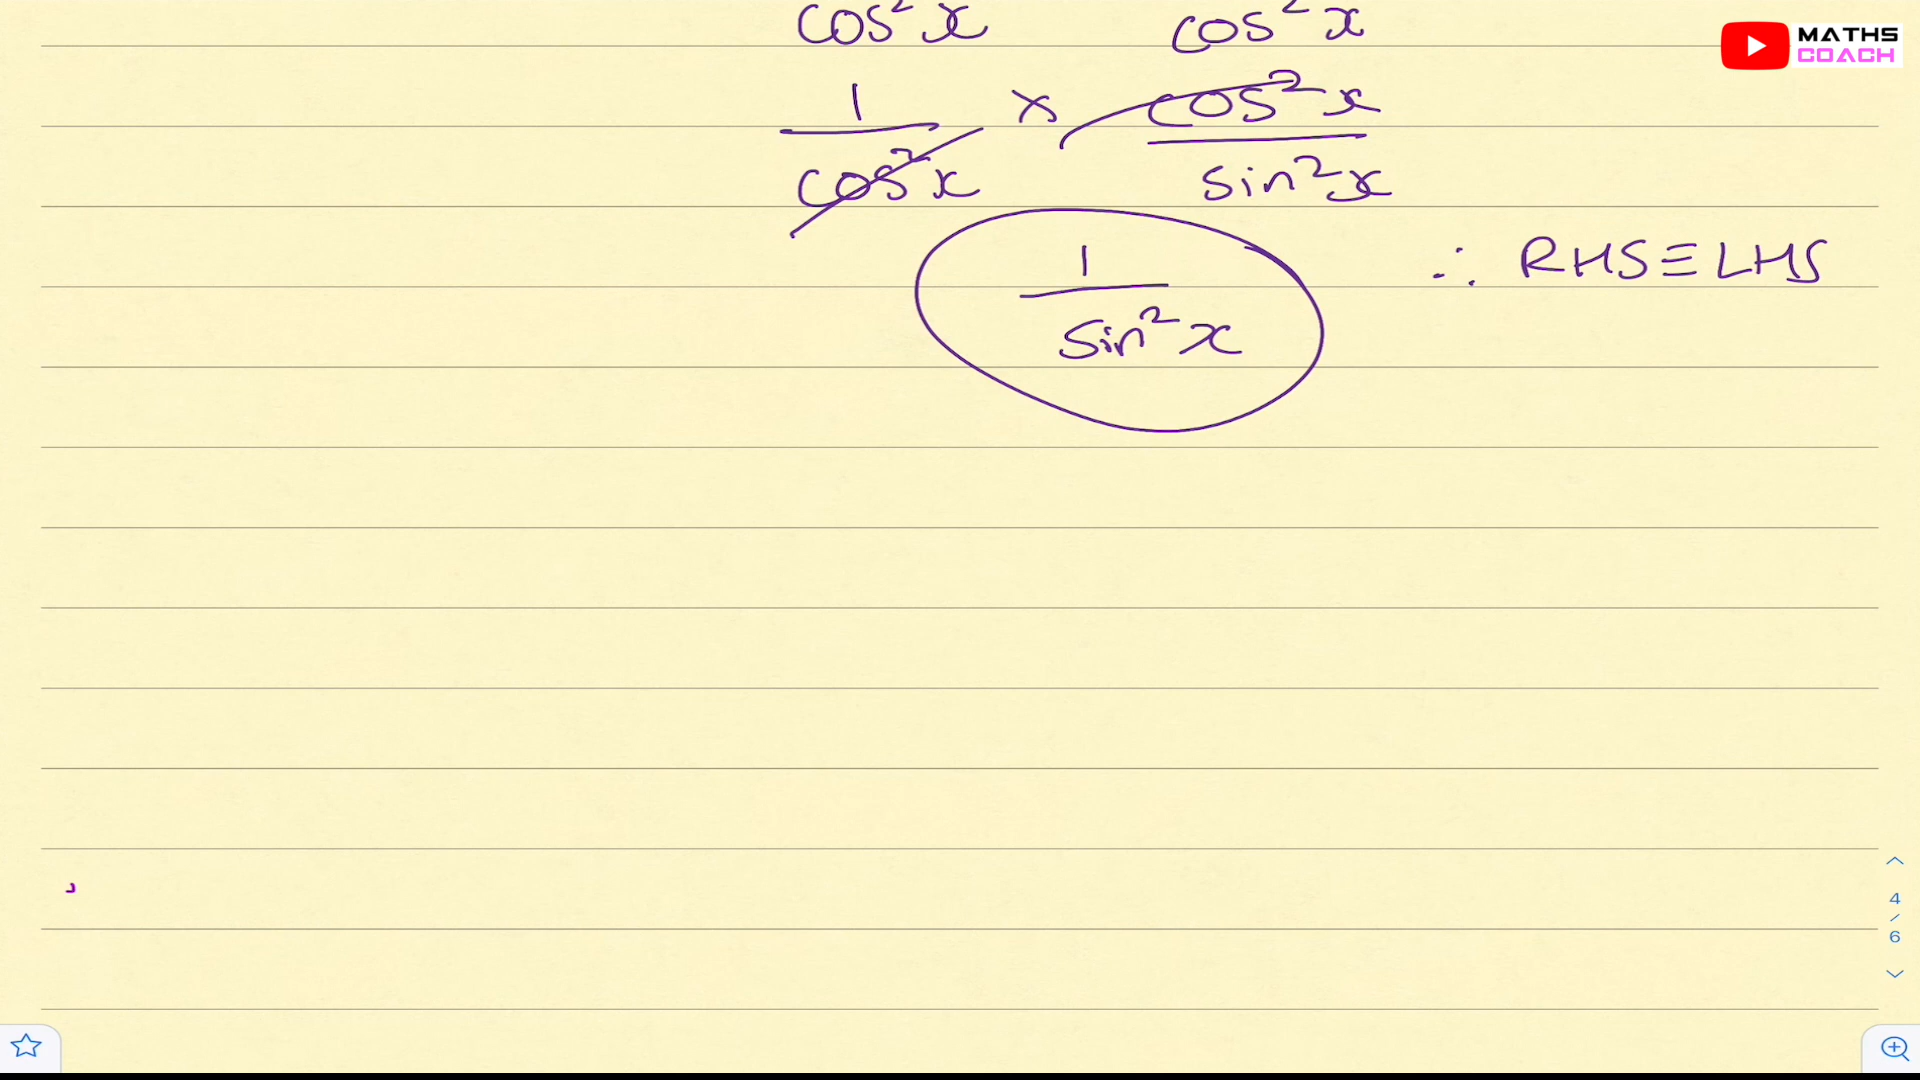 cos²x cos²x
MATHS
COACH
1/cos²x × cos²x/sin²x
1/sin²x
∴ RHS ≡ LHS
4
/
6